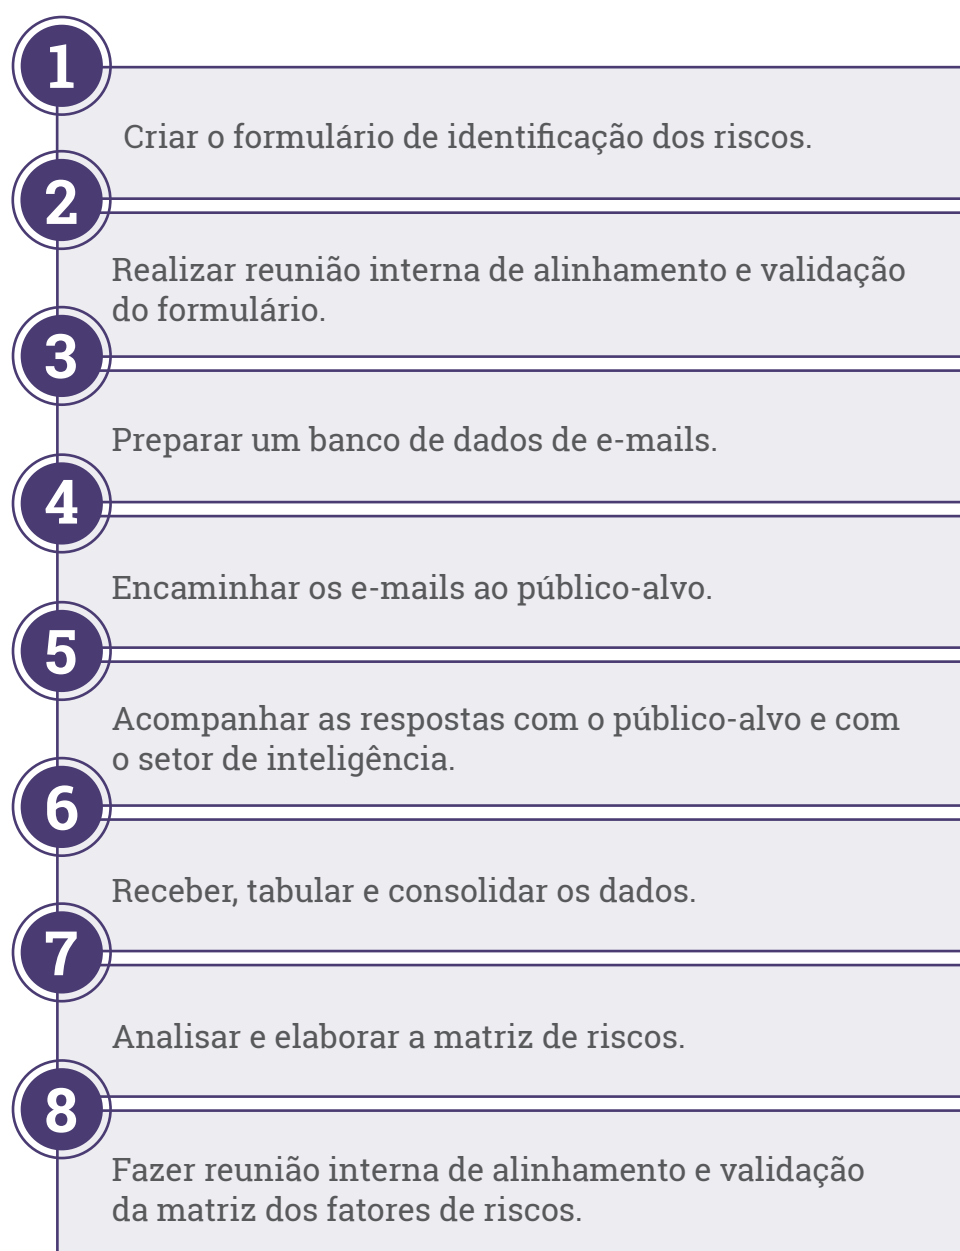 1
Criar o formulário de identificação dos riscos.
2
Realizar reunião interna de alinhamento e validação
do formulário.
3
Preparar um banco de dados de e-mails.
4
Encaminhar os e-mails ao público-alvo.
5
Acompanhar as respostas com o público-alvo e com
o setor de inteligência.
6
Receber, tabular e consolidar os dados.
7
Analisar e elaborar a matriz de riscos.
8
Fazer reunião interna de alinhamento e validação
da matriz dos fatores de riscos.